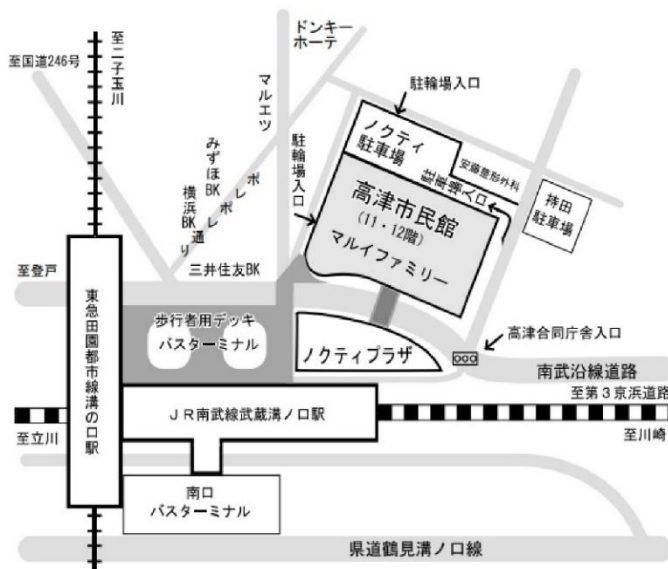 ドンキー
ホーテ
至国道246号
至二子玉川
マルエツ
駐輪場入口
みずほBK
横浜BK
ポレポレ通り
駐輪場入口
ノクティ
駐車場
安藤整形外科
駐車場入口
持田
駐車場
高津市民館
(11・12階)
マルイファミリー
至登戸
三井住友BK
歩行者用デッキ
バスターミナル
ノクティプラザ
高津合同庁舎入口
南武沿線道路
至第3京浜道路
東急田園都市線溝の口駅
JR南武線武蔵溝ノ口駅
至立川
至川崎
南口
バスターミナル
県道鶴見溝ノ口線